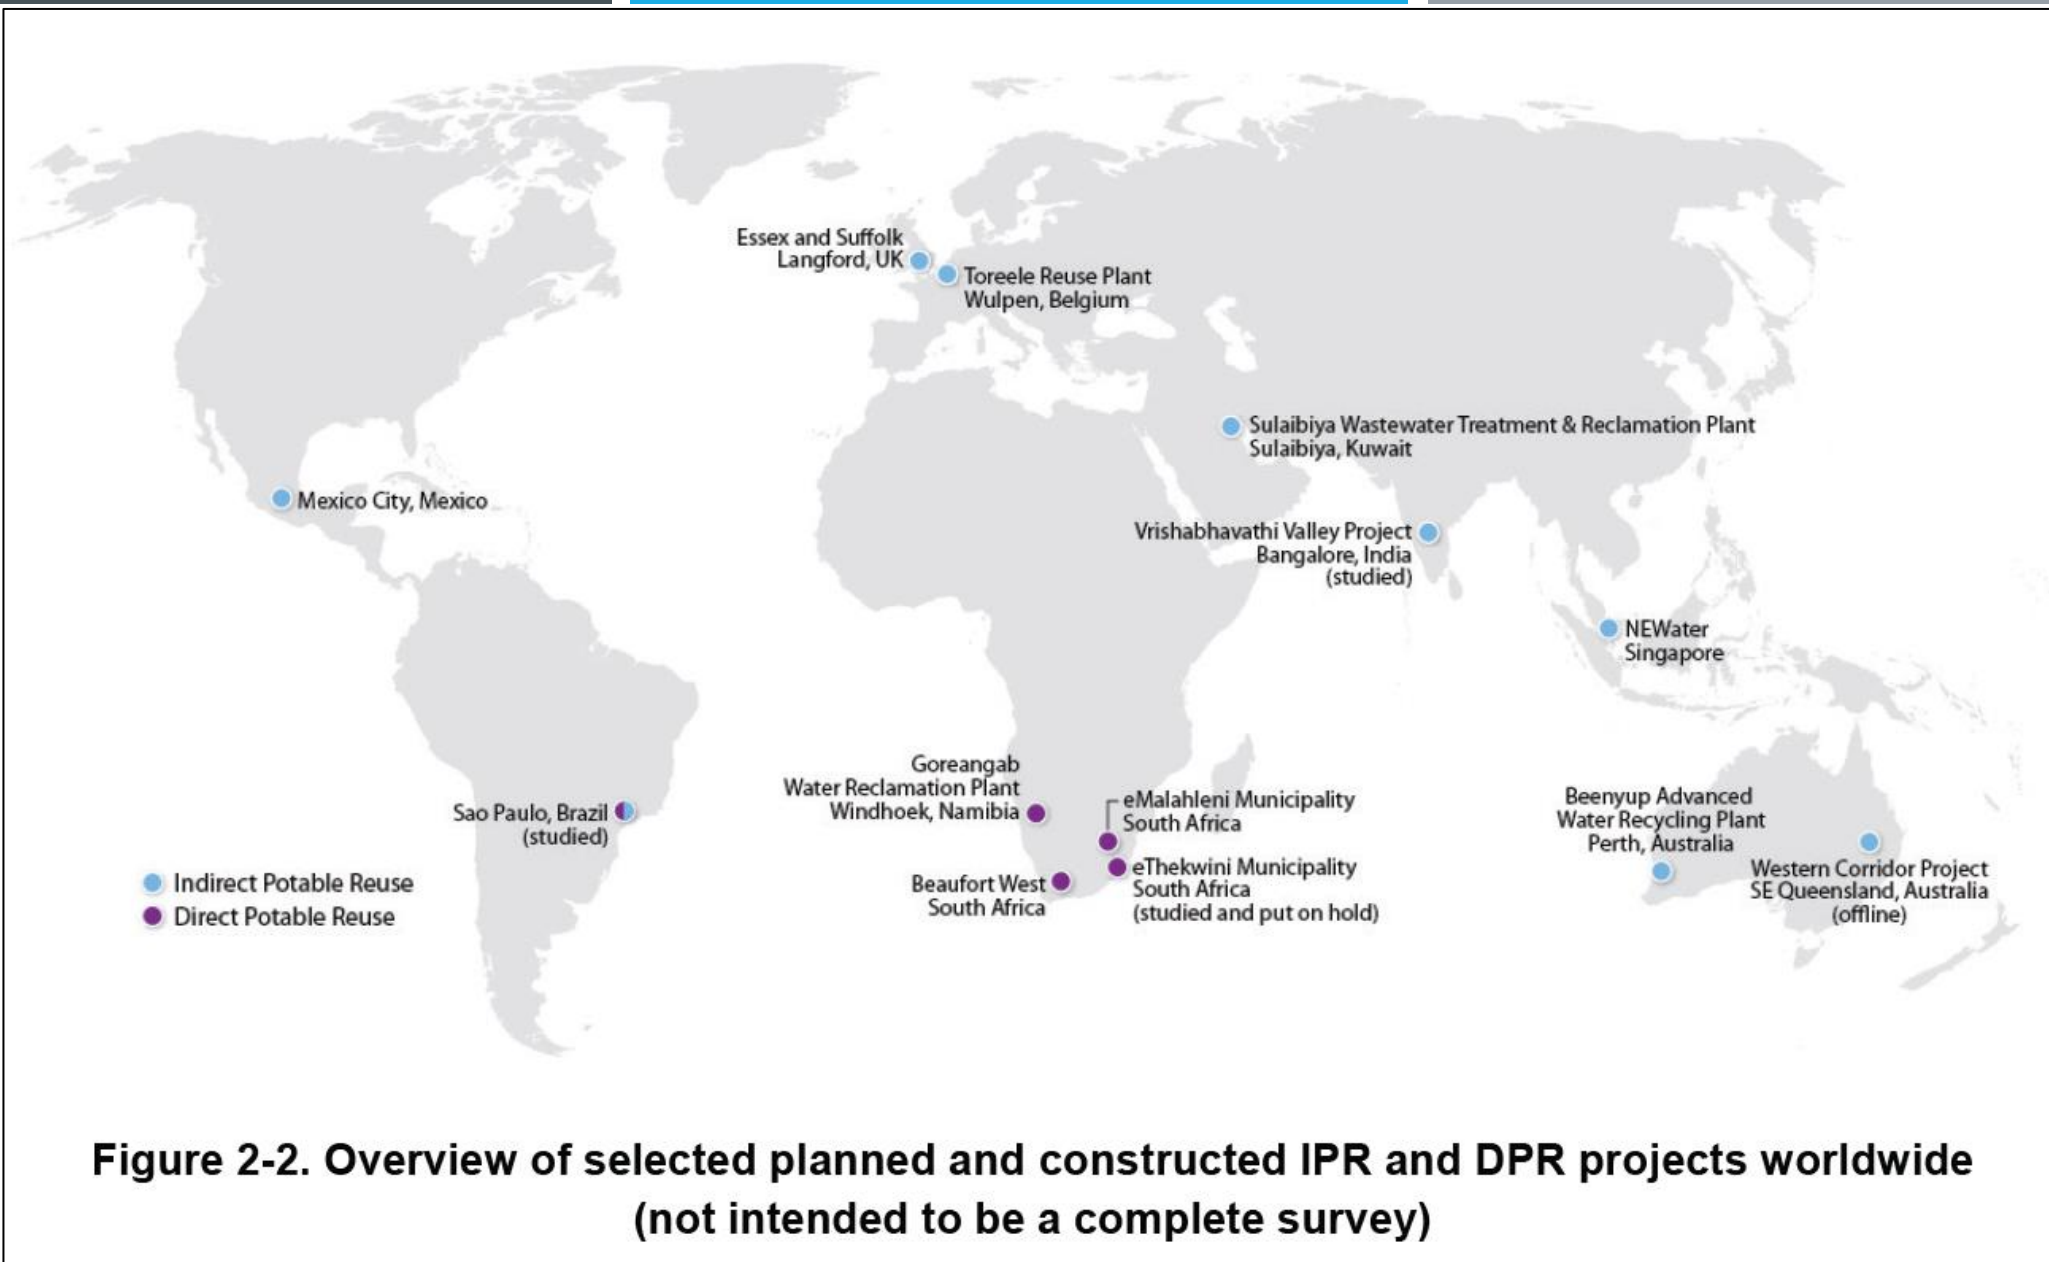 Essex and Suffolk
Langford, UK
Toreele Reuse Plant
Wulpen, Belgium
Sulaibiya Wastewater Treatment & Reclamation Plant
Sulaibiya, Kuwait
Mexico City, Mexico
Vrishabhavathi Valley Project
Bangalore, India
(studied)
NEWater
Singapore
Goreangab
Water Reclamation Plant
Windhoek, Namibia
eMalahleni Municipality
South Africa
Beenyup Advanced
Water Recycling Plant
Perth, Australia
Sao Paulo, Brazil
(studied)
eThekwini Municipality
South Africa
(studied and put on hold)
Beaufort West
South Africa
Western Corridor Project
SE Queensland, Australia
(offline)
Indirect Potable Reuse
Direct Potable Reuse
Figure 2-2. Overview of selected planned and constructed IPR and DPR projects worldwide
(not intended to be a complete survey)